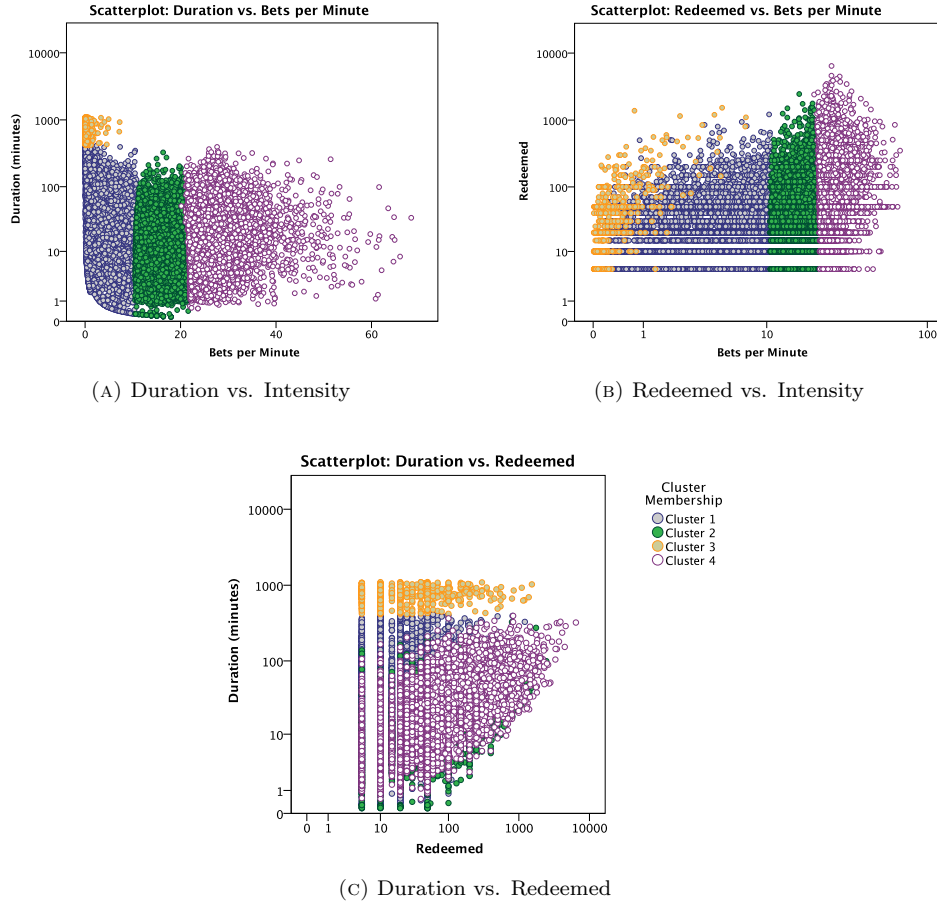 Scatterplot: Duration vs. Bets per Minute
10000
1000
100
10
1
0
Duration (minutes)
0 20 40 60
Bets per Minute
(A) Duration vs. Intensity
Scatterplot: Redeemed vs. Bets per Minute
10000
1000
100
10
1
0
Redeemed
0 1 10 100
Bets per Minute
(B) Redeemed vs. Intensity
Scatterplot: Duration vs. Redeemed
10000
1000
100
10
1
0
Duration (minutes)
0 1 10 100 1000 10000
Redeemed
Cluster
Membership
Cluster 1
Cluster 2
Cluster 3
Cluster 4
(C) Duration vs. Redeemed